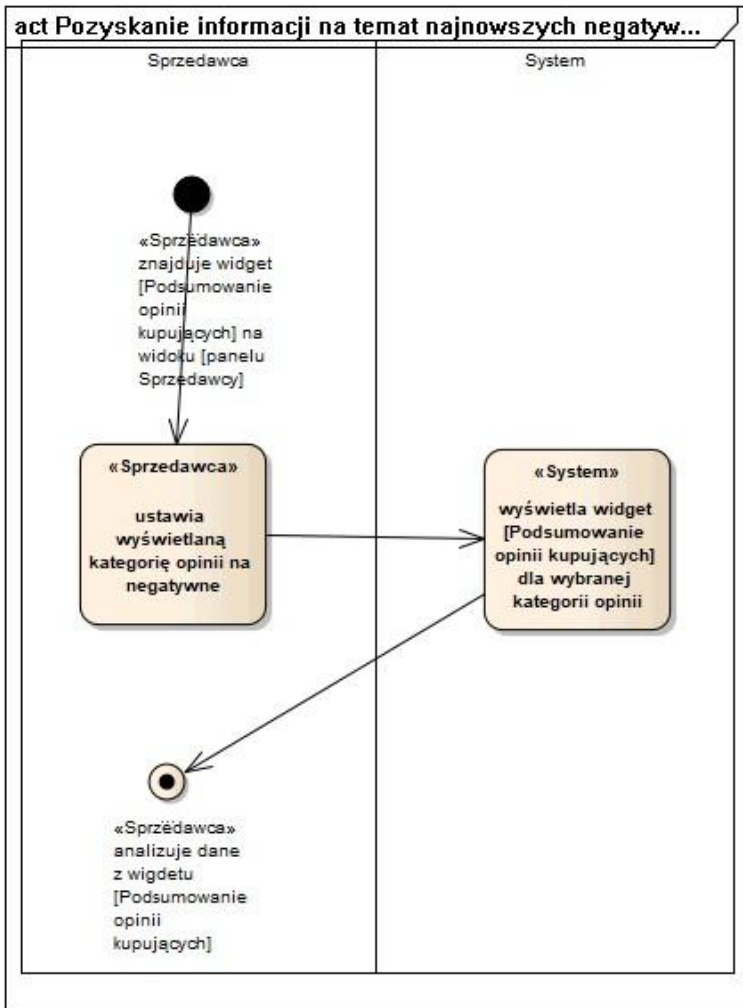 act Pozyskanie informacji na temat najnowszych negatyw...
Sprzedawca
System
«Sprzedawca»
znajduje widget
[Podsumowanie
opinii
kupujących] na
widoku [panelu
Sprzedawcy]
«Sprzedawca»
ustawia
wyświetlaną
kategorię opinii na
negatywne
«System»
wyświetla widget
[Podsumowanie
opinii kupujących]
dla wybranej
kategorii opinii
«Sprzedawca»
analizuje dane
z wigdetu
[Podsumowanie
opinii
kupujących]